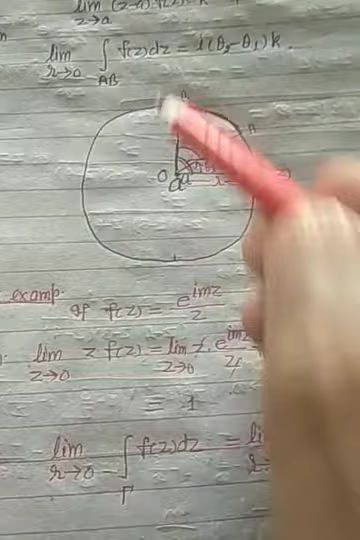 lim (z-a) f(z) = k
z→a
lim ∫ f(z)dz = i(θ₂-θ₁)k.
r→0 AB
B
A
O a
examp.
If f(z) = e^{imz}/z
lim z f(z) = lim z. e^{imz}/z
z→0 z→0
= 1
lim ∫ f(z)dz =
r→0 Γ